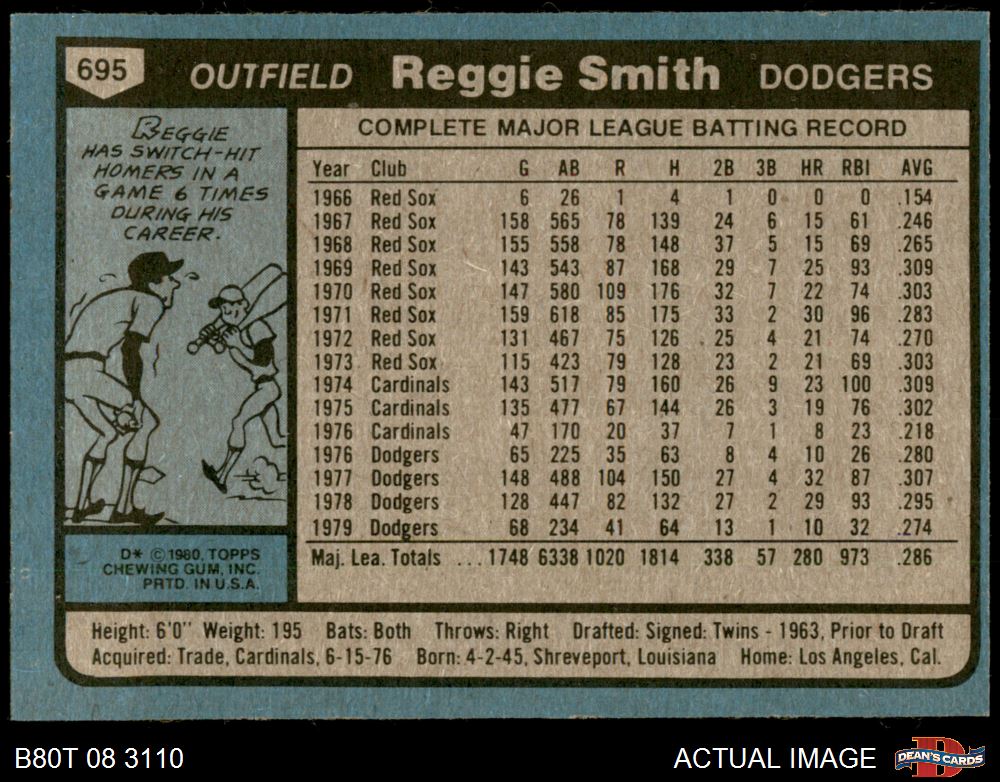 695 OUTFIELD Reggie Smith DODGERS
REGGIE
HAS SWITCH-HIT
HOMERS IN A
GAME 6 TIMES
DURING HIS
CAREER.
COMPLETE MAJOR LEAGUE BATTING RECORD
Year Club G AB R H 2B 3B HR RBI AVG
1966 Red Sox 6 26 1 4 1 0 0 0 .154
1967 Red Sox 158 565 78 139 24 6 15 61 .246
1968 Red Sox 155 558 78 148 37 5 15 69 .265
1969 Red Sox 143 543 87 168 29 7 25 93 .309
1970 Red Sox 147 580 109 176 32 7 22 74 .303
1971 Red Sox 159 618 85 175 33 2 30 96 .283
1972 Red Sox 131 467 75 126 25 4 21 74 .270
1973 Red Sox 115 423 79 128 23 2 21 69 .303
1974 Cardinals 143 517 79 160 26 9 23 100 .309
1975 Cardinals 135 477 67 144 26 3 19 76 .302
1976 Cardinals 47 170 20 37 7 1 8 23 .218
1976 Dodgers 65 225 35 63 8 4 10 26 .280
1977 Dodgers 148 488 104 150 27 4 32 87 .307
1978 Dodgers 128 447 82 132 27 2 29 93 .295
1979 Dodgers 68 234 41 64 13 1 10 32 .274
Maj. Lea. Totals ... 1748 6338 1020 1814 338 57 280 973 .286
D* © 1980, TOPPS
CHEWING GUM, INC.
PRTD. IN U.S.A.
Height: 6'0" Weight: 195 Bats: Both Throws: Right Drafted: Signed: Twins - 1963, Prior to Draft
Acquired: Trade, Cardinals, 6-15-76 Born: 4-2-45, Shreveport, Louisiana Home: Los Angeles, Cal.
B80T 08 3110 ACTUAL IMAGE D
DEAN'S CARDS